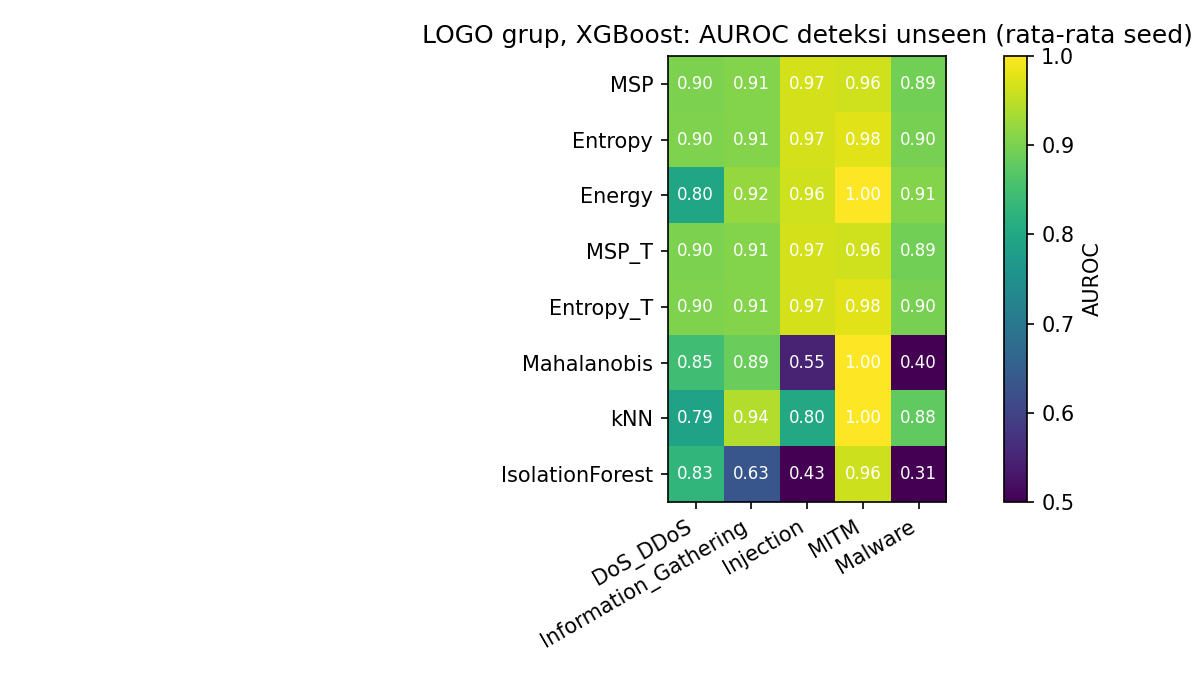 LOGO grup, XGBoost: AUROC deteksi unseen (rata-rata seed)
MSP 0.90 0.91 0.97 0.96 0.89
Entropy 0.90 0.91 0.97 0.98 0.90
Energy 0.80 0.92 0.96 1.00 0.91
MSP_T 0.90 0.91 0.97 0.96 0.89
Entropy_T 0.90 0.91 0.97 0.98 0.90
Mahalanobis 0.85 0.89 0.55 1.00 0.40
kNN 0.79 0.94 0.80 1.00 0.88
IsolationForest 0.83 0.63 0.43 0.96 0.31
DoS_DDoS
Information_Gathering
Injection
MITM
Malware
1.0
0.9
0.8
0.7
0.6
0.5
AUROC